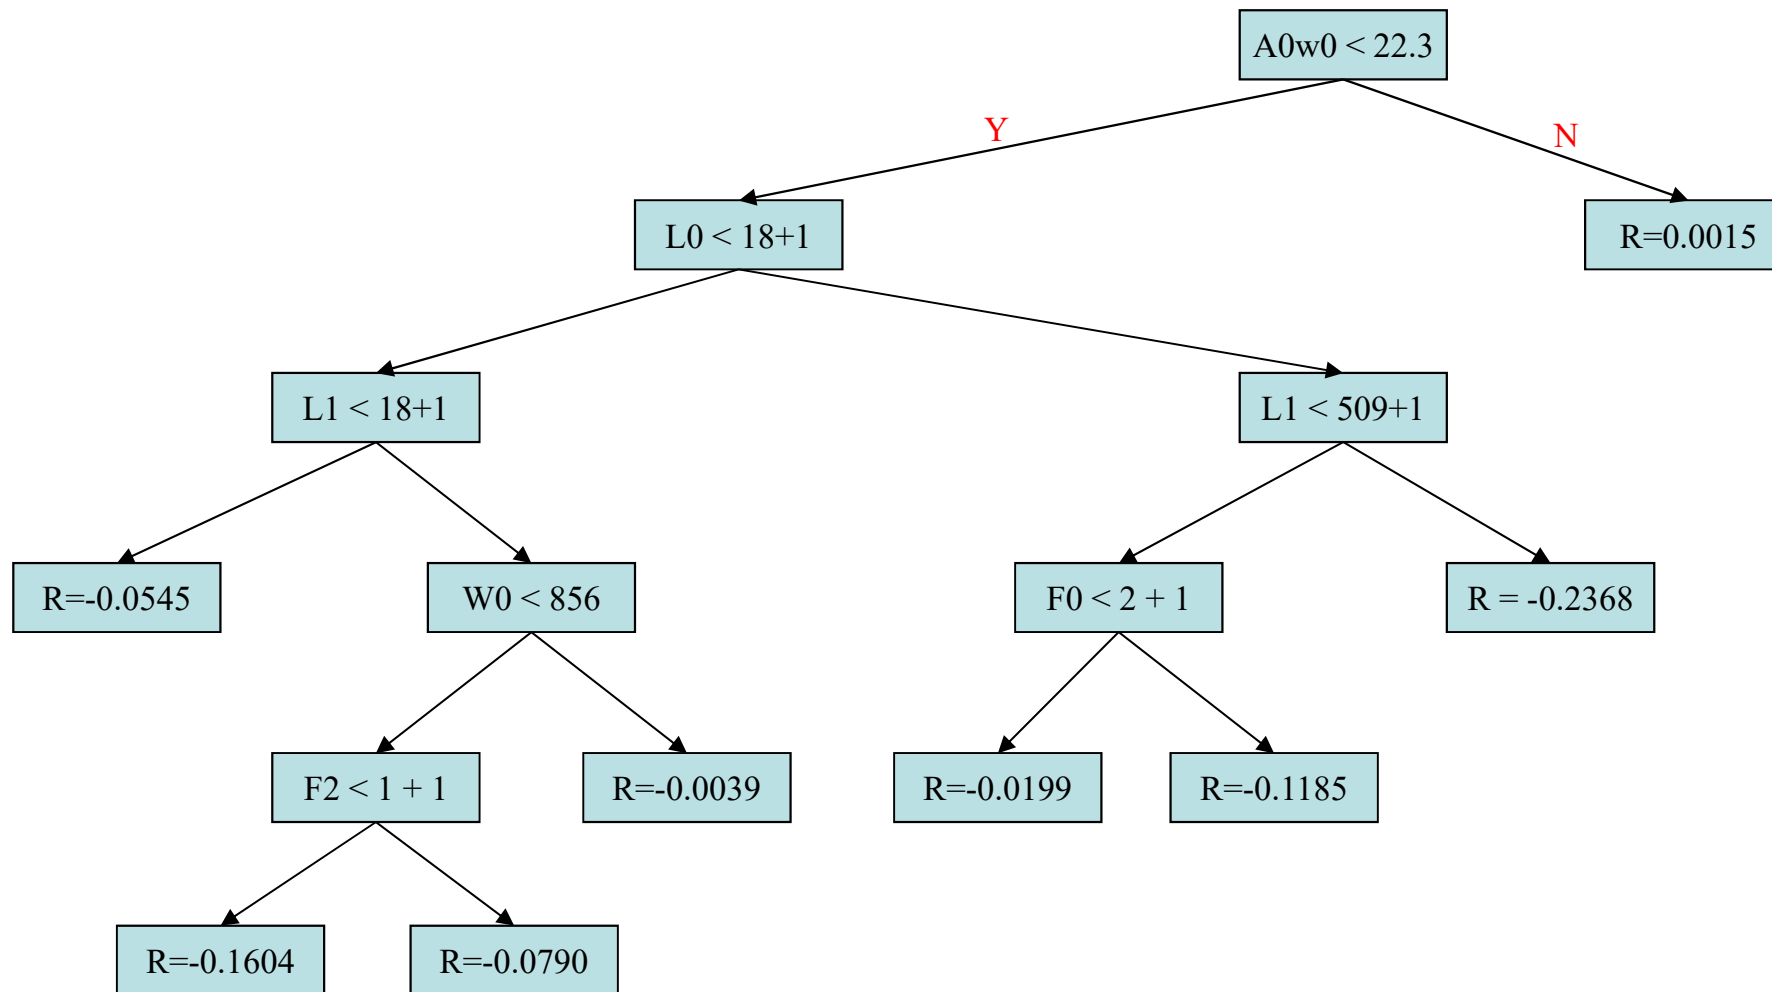 A0w0 < 22.3
Y
N
L0 < 18+1
R=0.0015
L1 < 18+1
L1 < 509+1
R=-0.0545
W0 < 856
F0 < 2 + 1
R = -0.2368
F2 < 1 + 1
R=-0.0039
R=-0.0199
R=-0.1185
R=-0.1604
R=-0.0790